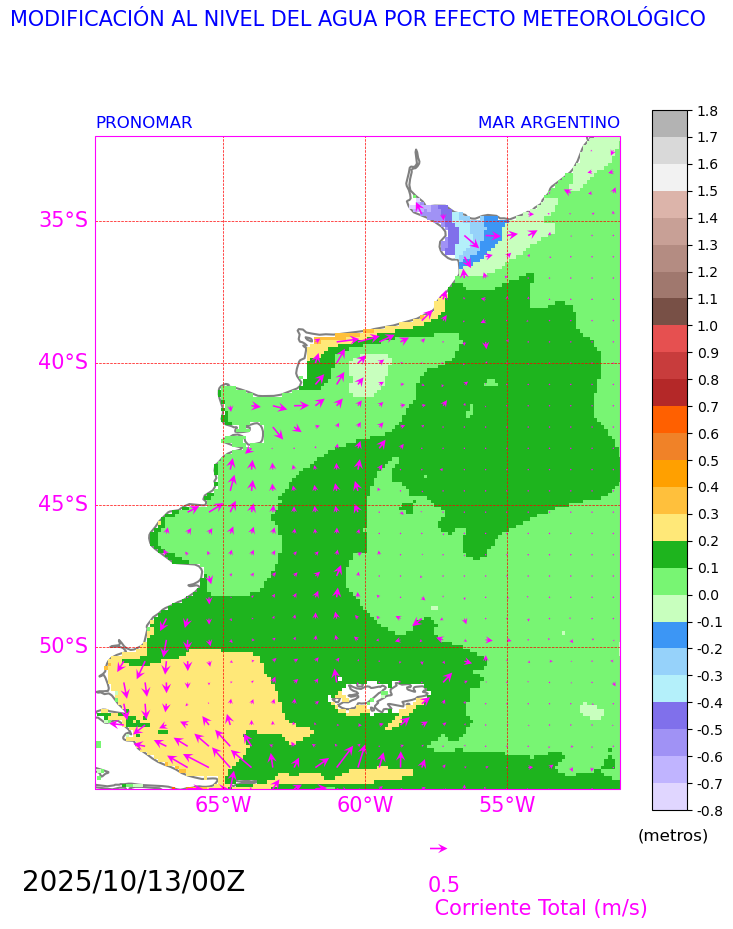 MODIFICACIÓN AL NIVEL DEL AGUA POR EFECTO METEOROLÓGICO
PRONOMAR MAR ARGENTINO
35°S
40°S
45°S
50°S
65°W 60°W 55°W
1.8
1.7
1.6
1.5
1.4
1.3
1.2
1.1
1.0
0.9
0.8
0.7
0.6
0.5
0.4
0.3
0.2
0.1
0.0
-0.1
-0.2
-0.3
-0.4
-0.5
-0.6
-0.7
-0.8
(metros)
2025/10/13/00Z
0.5
Corriente Total (m/s)